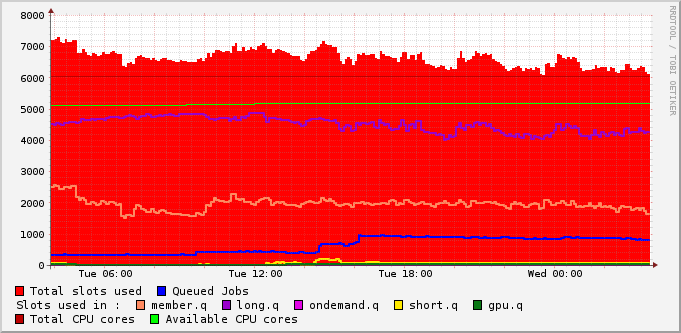 8000
7000
6000
5000
4000
3000
2000
1000
0
Tue 06:00 Tue 12:00 Tue 18:00 Wed 00:00
RRDTOOL / TOBI OETIKER
Total slots used Queued Jobs
Slots used in : member.q long.q ondemand.q short.q gpu.q
Total CPU cores Available CPU cores